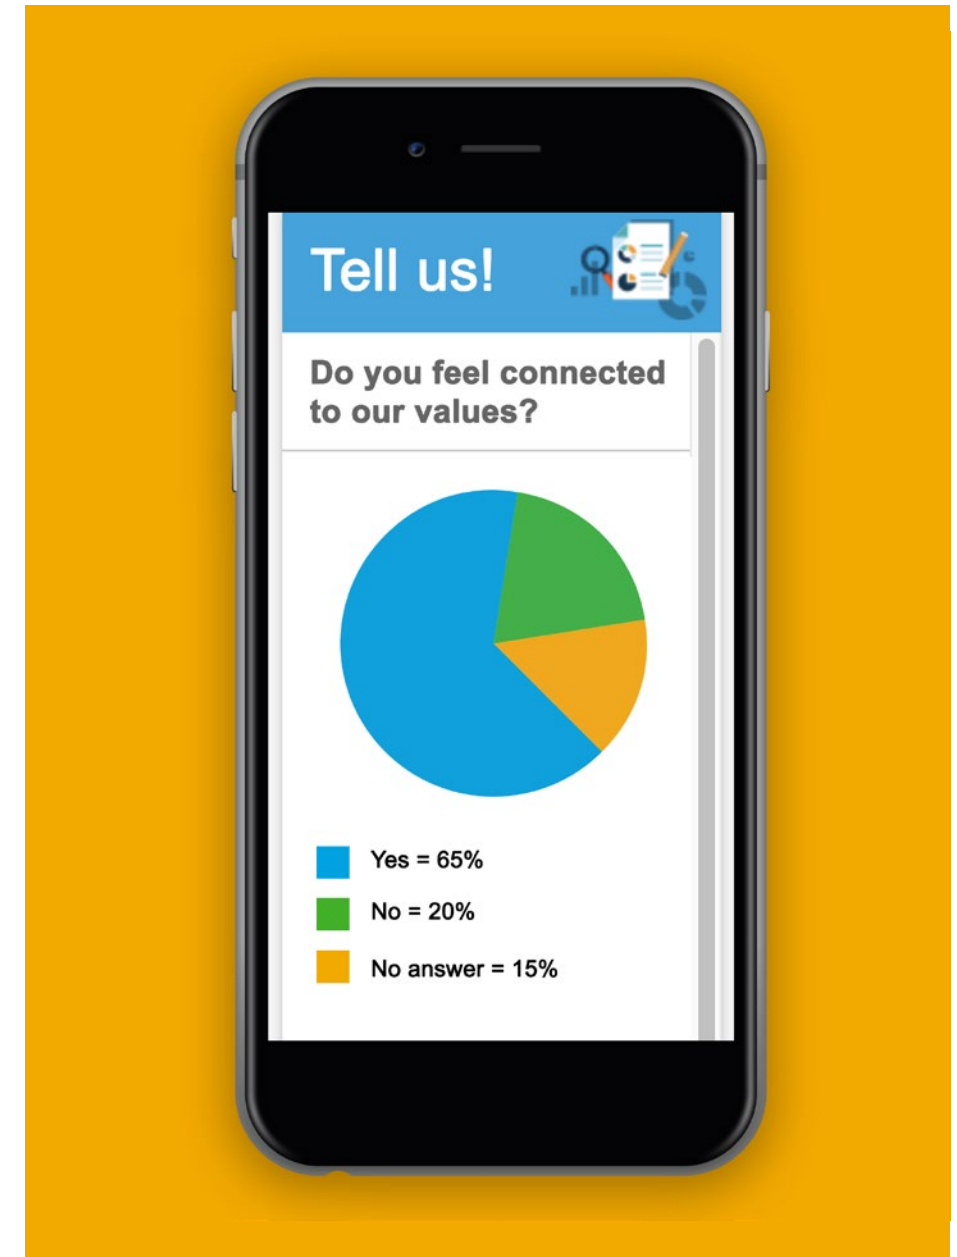 Tell us!
Do you feel connected
to our values?
Yes = 65%
No = 20%
No answer = 15%